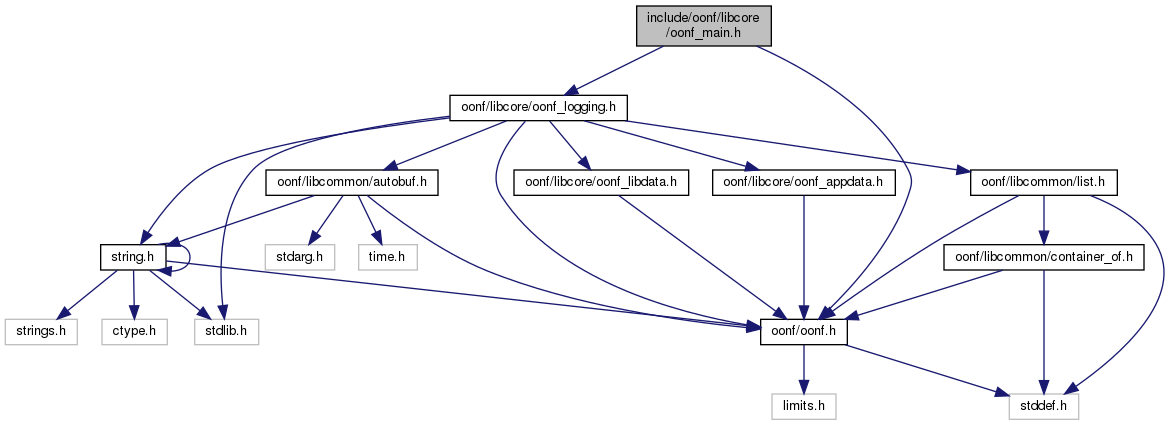 include/oonf/libcore
/oonf_main.h
oonf/libcore/oonf_logging.h
oonf/libcommon/autobuf.h
oonf/libcore/oonf_libdata.h
oonf/libcore/oonf_appdata.h
oonf/libcommon/list.h
string.h
stdarg.h
time.h
oonf/libcommon/container_of.h
strings.h
ctype.h
stdlib.h
oonf/oonf.h
limits.h
stddef.h